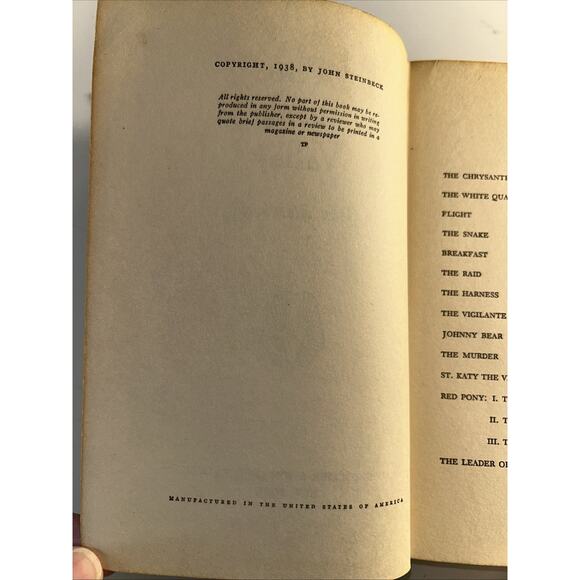 COPYRIGHT, 1938, BY JOHN STEINBECK
All rights reserved. No part of this book may be re-
produced in any form without permission in writing
from the publisher, except by a reviewer who may
quote brief passages in a review to be printed in a
magazine or newspaper
TP
MANUFACTURED IN THE UNITED STATES OF AMERICA
THE CHRYSANTH
THE WHITE QUA
FLIGHT
THE SNAKE
BREAKFAST
THE RAID
THE HARNESS
THE VIGILANTE
JOHNNY BEAR
THE MURDER
ST. KATY THE V
RED PONY: I. T
II. T
III. T
THE LEADER OF